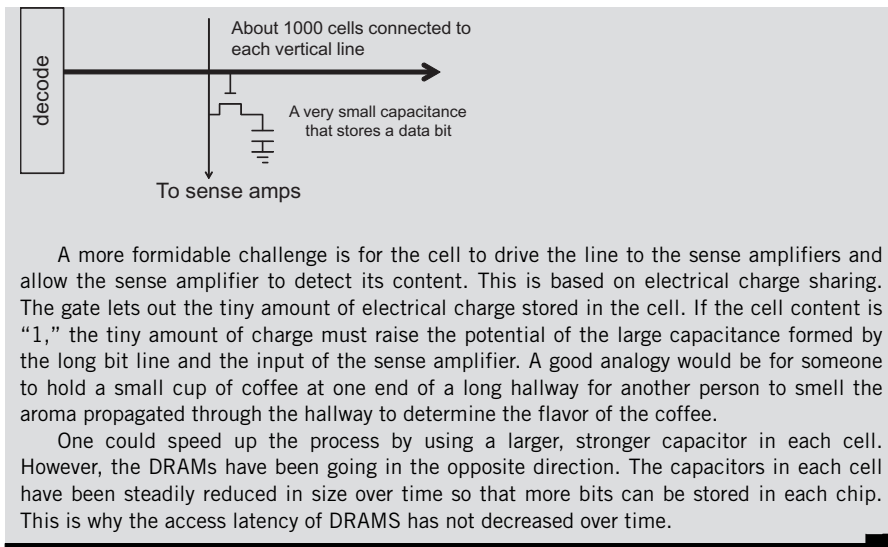 About 1000 cells connected to
each vertical line
decode
A very small capacitance
that stores a data bit
To sense amps
A more formidable challenge is for the cell to drive the line to the sense amplifiers and
allow the sense amplifier to detect its content. This is based on electrical charge sharing.
The gate lets out the tiny amount of electrical charge stored in the cell. If the cell content is
“1,” the tiny amount of charge must raise the potential of the large capacitance formed by
the long bit line and the input of the sense amplifier. A good analogy would be for someone
to hold a small cup of coffee at one end of a long hallway for another person to smell the
aroma propagated through the hallway to determine the flavor of the coffee.
One could speed up the process by using a larger, stronger capacitor in each cell.
However, the DRAMs have been going in the opposite direction. The capacitors in each cell
have been steadily reduced in size over time so that more bits can be stored in each chip.
This is why the access latency of DRAMS has not decreased over time.